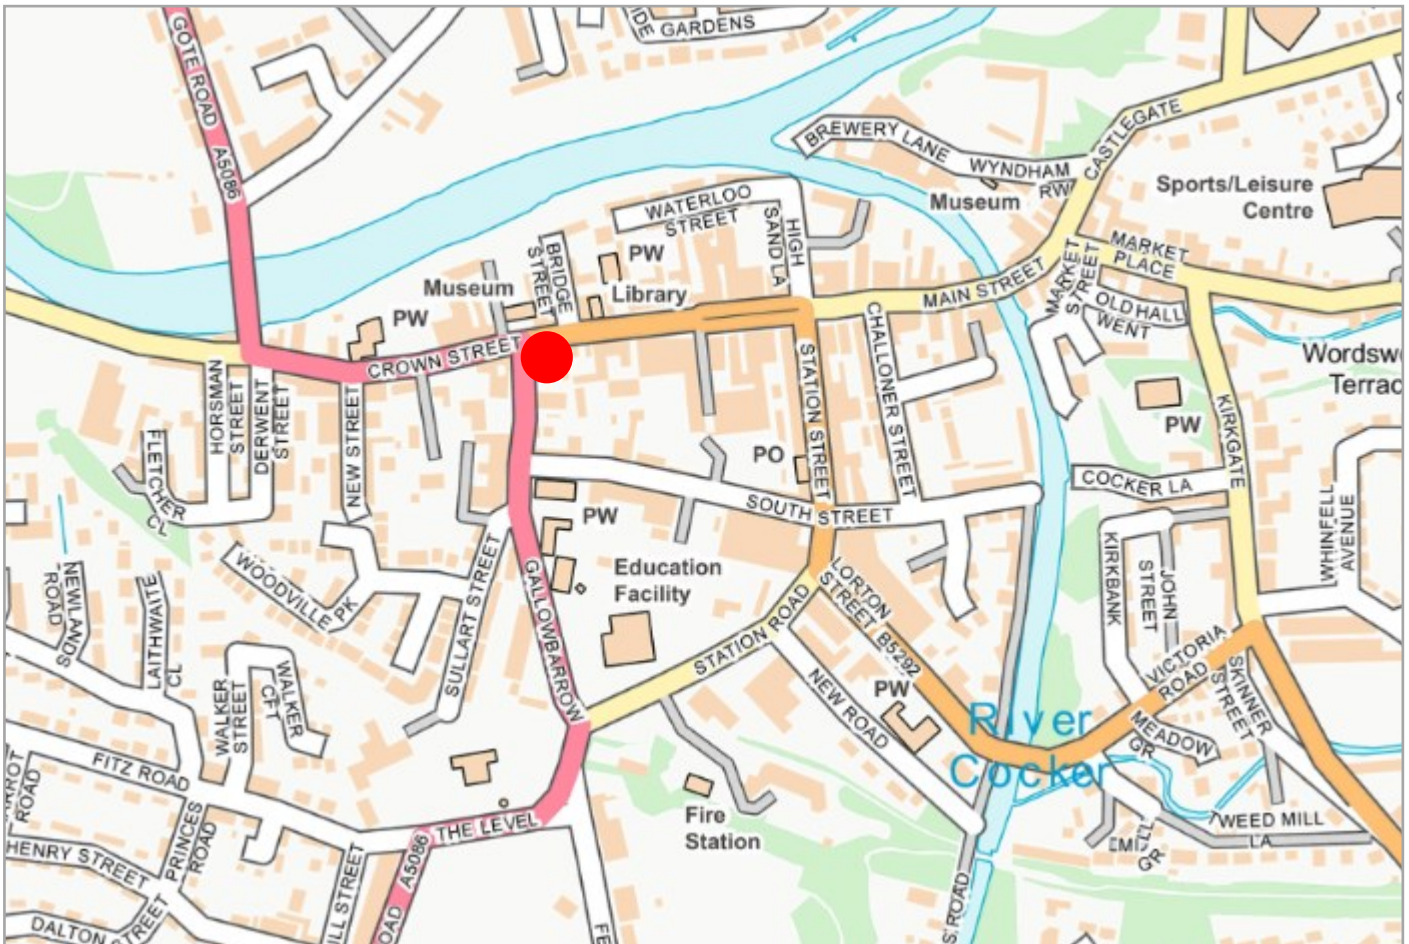 GOTE ROAD
A5086
GARDENS
BREWERY LANE
WYNDHAM
RW
CASTLEGATE
Museum
Sports/Leisure
Centre
WATERLOO
STREET
HIGH
SAND LA
MARKET
PLACE
MARKET
STREET
OLD HALL
WENT
MAIN STREET
BRIDGE
STREET
PW
Library
Museum
PW
CROWN STREET
HORSMAN
STREET
DERWENT
STREET
NEW STREET
FLETCHER
CL
STATION STREET
CHALLONER STREET
PO
SOUTH STREET
PW
Education
Facility
KIRKGATE
PW
COCKER LA
WHINFELL
AVENUE
KIRKBANK
JOHN
STREET
WOODVILLE PK
SULLART STREET
GALLOWBARROW
NEWLANDS
ROAD
LAITHWAITE
CL
WALKER
STREET
WALKER
CFT
STATION ROAD
LORTON
STREET
B5292
NEW ROAD
PW
VICTORIA
ROAD
SKINNER
STREET
MEADOW
GR
River
Cocker
FITZ ROAD
PRINCES
ROAD
ROAD
HENRY STREET
DALTON STREET
THE LEVEL
A5086
Fire
Station
TWEED MILL
LA
GR